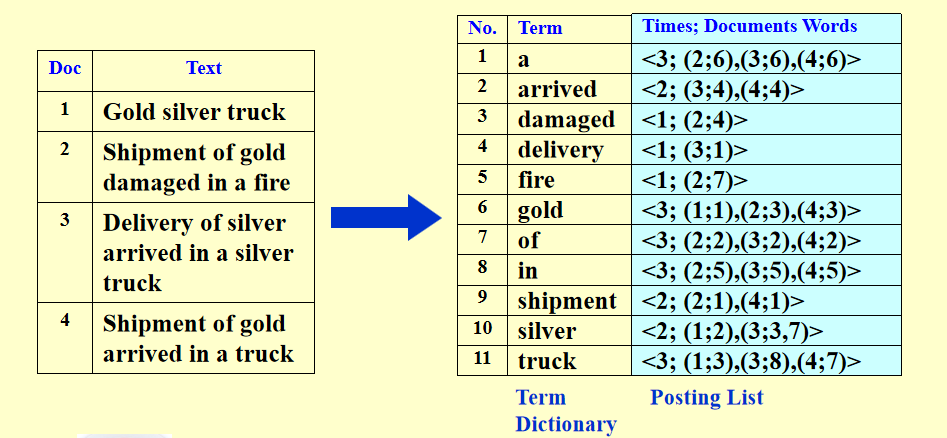 Doc Text
1 Gold silver truck
2 Shipment of gold
damaged in a fire
3 Delivery of silver
arrived in a silver
truck
4 Shipment of gold
arrived in a truck
No. Term Times; Documents Words
1 a <3; (2;6),(3;6),(4;6)>
2 arrived <2; (3;4),(4;4)>
3 damaged <1; (2;4)>
4 delivery <1; (3;1)>
5 fire <1; (2;7)>
6 gold <3; (1;1),(2;3),(4;3)>
7 of <3; (2;2),(3;2),(4;2)>
8 in <3; (2;5),(3;5),(4;5)>
9 shipment <2; (2;1),(4;1)>
10 silver <2; (1;2),(3;3,7)>
11 truck <3; (1;3),(3;8),(4;7)>
Term Posting List
Dictionary